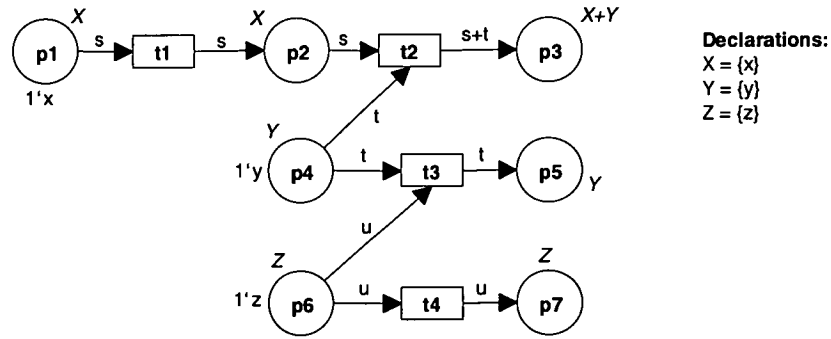 X
X
X+Y
p1
s
t1
s
p2
s
t2
s+t
p3
1‘x
Declarations:
X = {x}
Y = {y}
Z = {z}
t
Y
1‘y
p4
t
t3
t
p5
Y
u
Z
Z
1‘z
p6
u
t4
u
p7